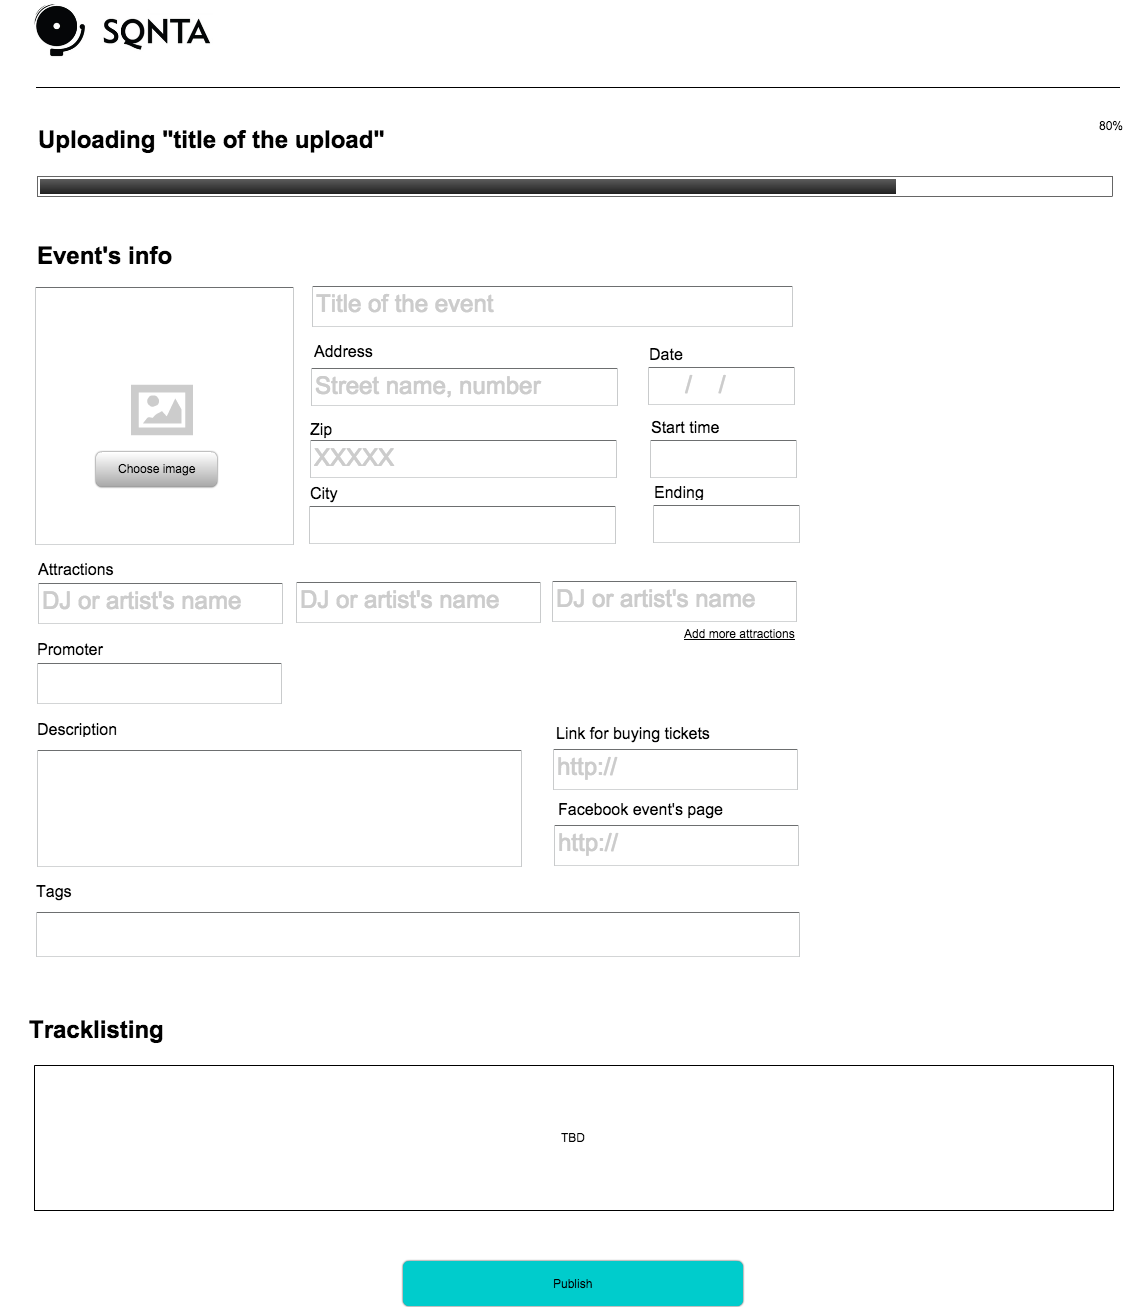 SQNTA
Uploading "title of the upload"
80%
Event's info
Title of the event
Address
Date
Street name, number
/ /
Choose image
Zip
Start time
XXXXX
City
Ending
Attractions
DJ or artist's name
DJ or artist's name
DJ or artist's name
Add more attractions
Promoter
Description
Link for buying tickets
http://
Facebook event's page
http://
Tags
Tracklisting
TBD
Publish